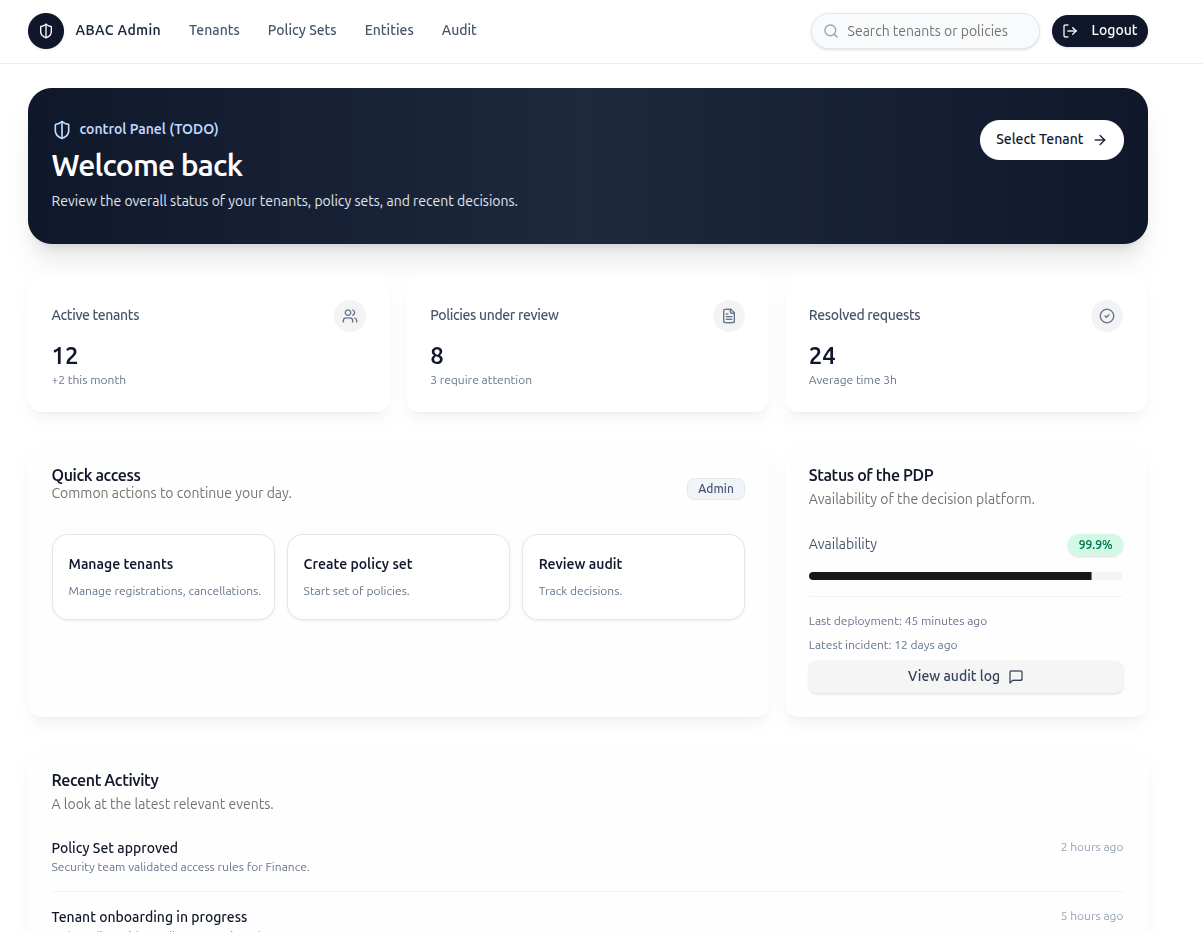 ABAC Admin
Tenants
Policy Sets
Entities
Audit
Search tenants or policies
Logout
control Panel (TODO)
Welcome back
Review the overall status of your tenants, policy sets, and recent decisions.
Select Tenant
Active tenants
12
+2 this month
Policies under review
8
3 require attention
Resolved requests
24
Average time 3h
Quick access
Common actions to continue your day.
Admin
Manage tenants
Manage registrations, cancellations.
Create policy set
Start set of policies.
Review audit
Track decisions.
Status of the PDP
Availability of the decision platform.
Availability
99.9%
Last deployment: 45 minutes ago
Latest incident: 12 days ago
View audit log
Recent Activity
A look at the latest relevant events.
Policy Set approved
2 hours ago
Security team validated access rules for Finance.
Tenant onboarding in progress
5 hours ago